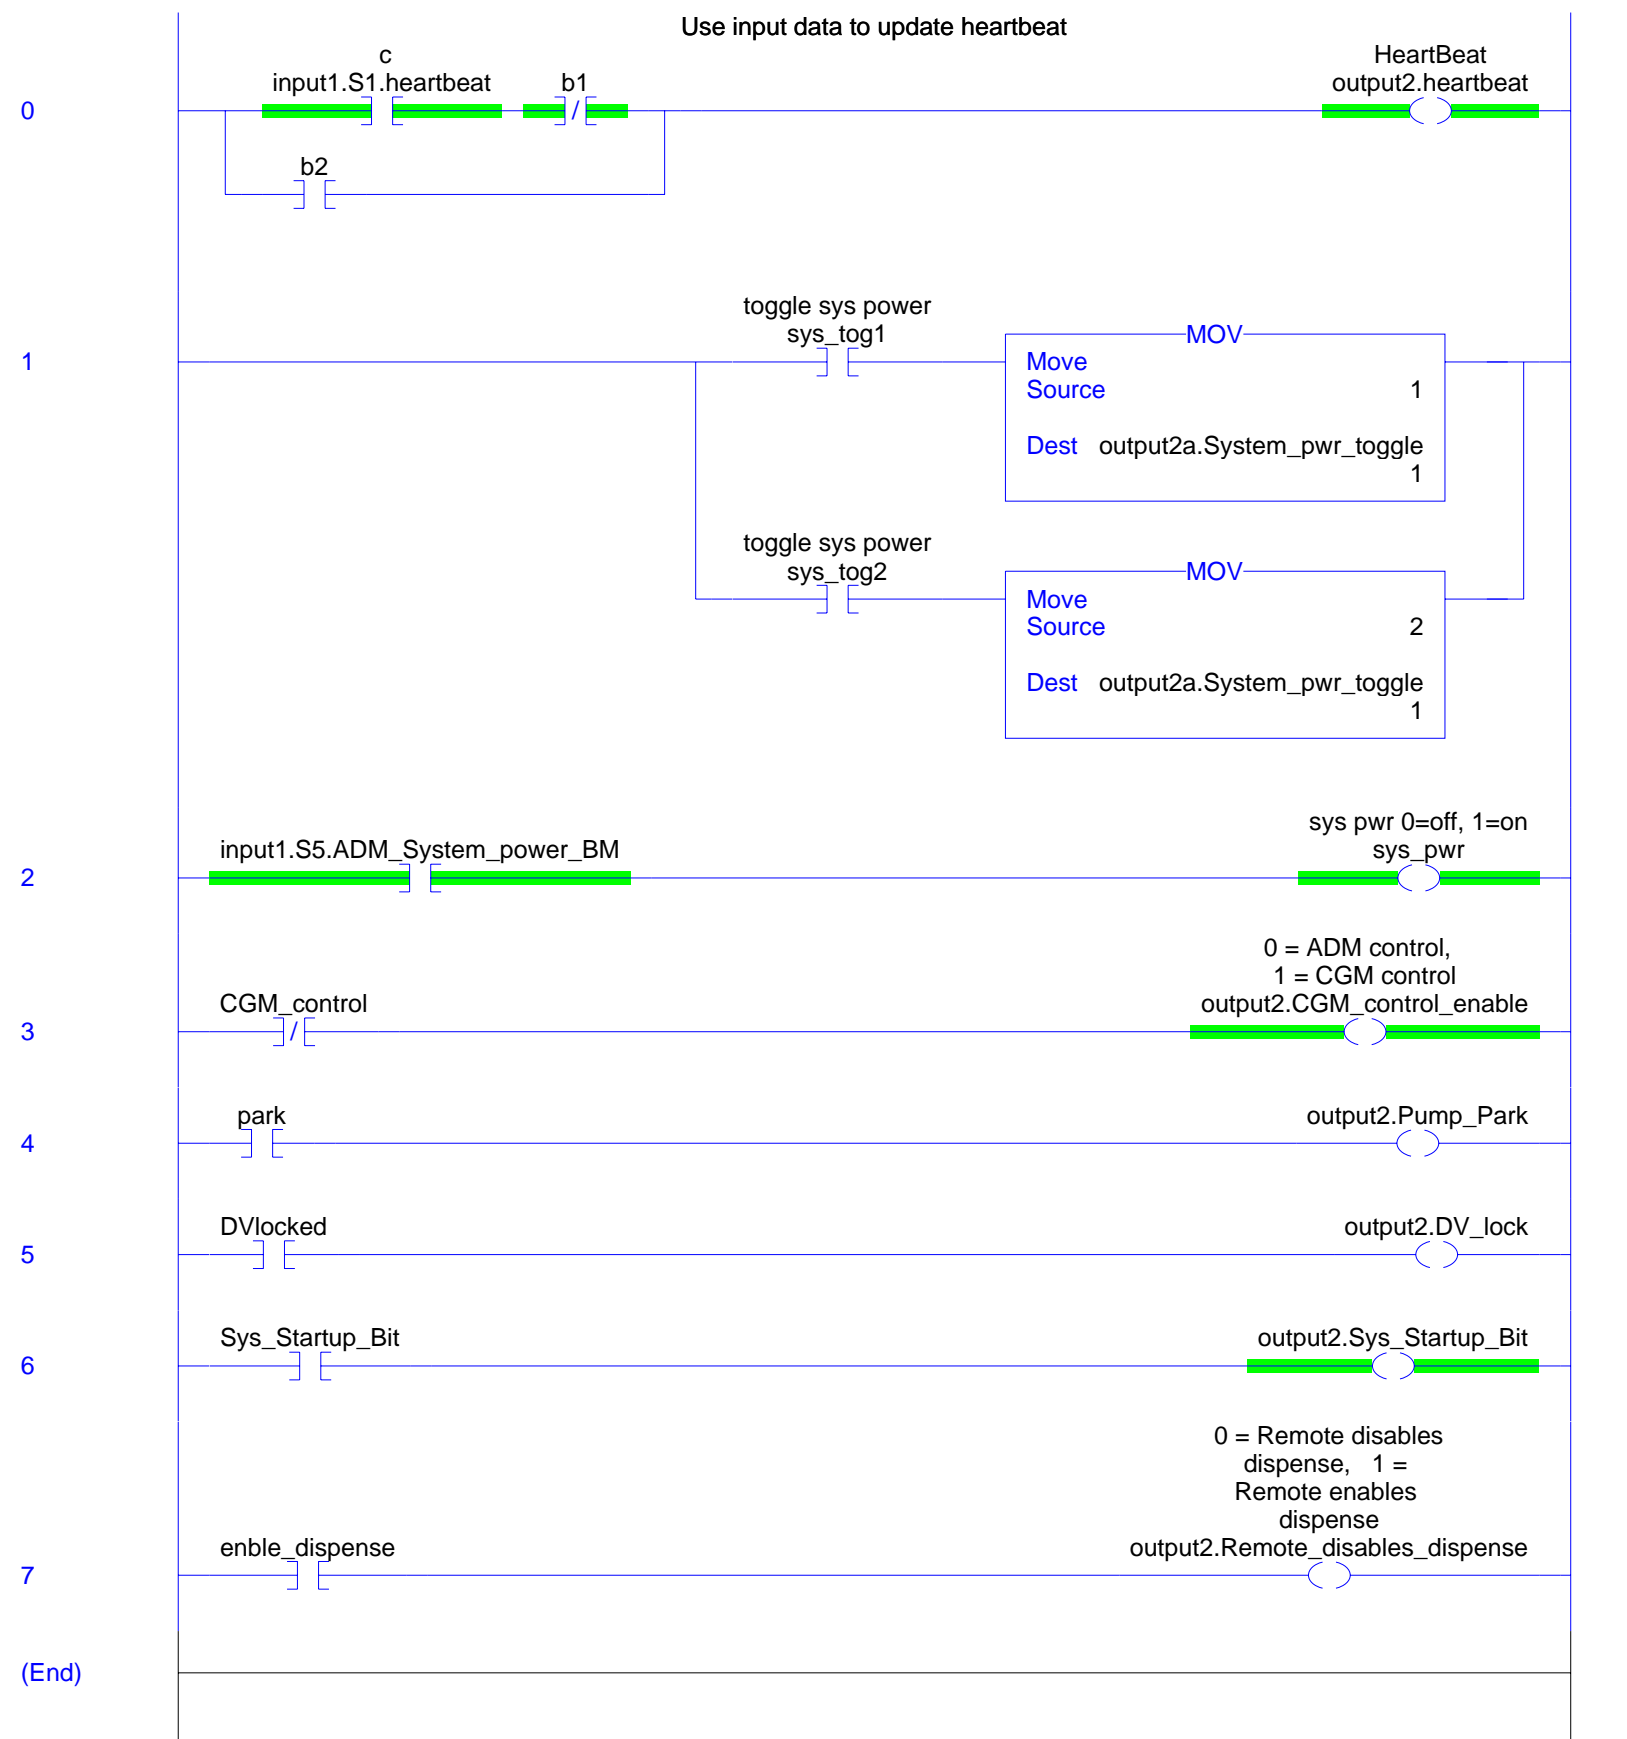 Use input data to update heartbeat
c
input1.S1.heartbeat
b1
/
HeartBeat
output2.heartbeat
0
b2
1
toggle sys power
sys_tog1
MOV
Move
Source 1
Dest output2a.System_pwr_toggle
1
toggle sys power
sys_tog2
MOV
Move
Source 2
Dest output2a.System_pwr_toggle
1
2
input1.S5.ADM_System_power_BM
sys pwr 0=off, 1=on
sys_pwr
3
CGM_control
/
0 = ADM control,
1 = CGM control
output2.CGM_control_enable
4
park
output2.Pump_Park
5
DVlocked
output2.DV_lock
6
Sys_Startup_Bit
output2.Sys_Startup_Bit
7
enble_dispense
0 = Remote disables
dispense, 1 =
Remote enables
dispense
output2.Remote_disables_dispense
(End)